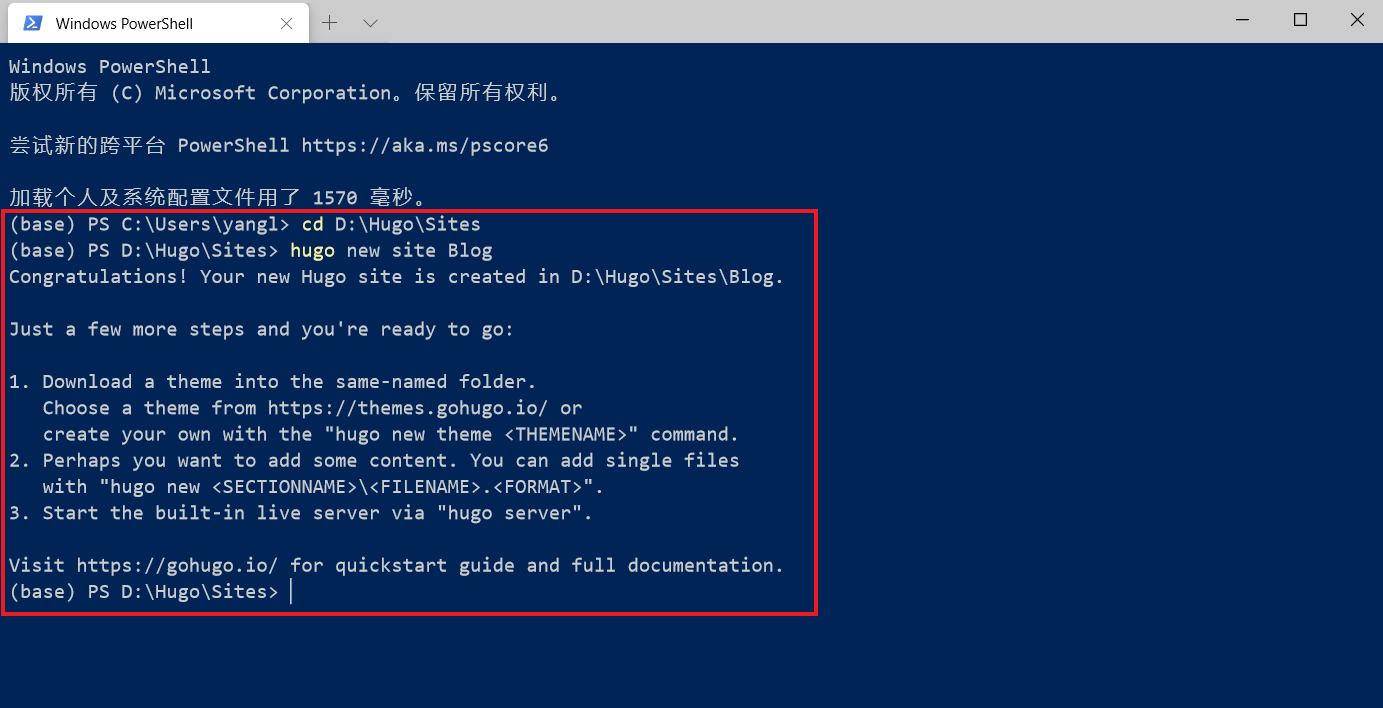 Windows PowerShell
Windows PowerShell
版权所有 (C) Microsoft Corporation。保留所有权利。
尝试新的跨平台 PowerShell https://aka.ms/pscore6
加载个人及系统配置文件用了 1570 毫秒。
(base) PS C:\Users\yangl> cd D:\Hugo\Sites
(base) PS D:\Hugo\Sites> hugo new site Blog
Congratulations! Your new Hugo site is created in D:\Hugo\Sites\Blog.
Just a few more steps and you're ready to go:
1. Download a theme into the same-named folder.
Choose a theme from https://themes.gohugo.io/ or
create your own with the "hugo new theme <THEMENAME>" command.
2. Perhaps you want to add some content. You can add single files
with "hugo new <SECTIONNAME>\<FILENAME>.<FORMAT>".
3. Start the built-in live server via "hugo server".
Visit https://gohugo.io/ for quickstart guide and full documentation.
(base) PS D:\Hugo\Sites>